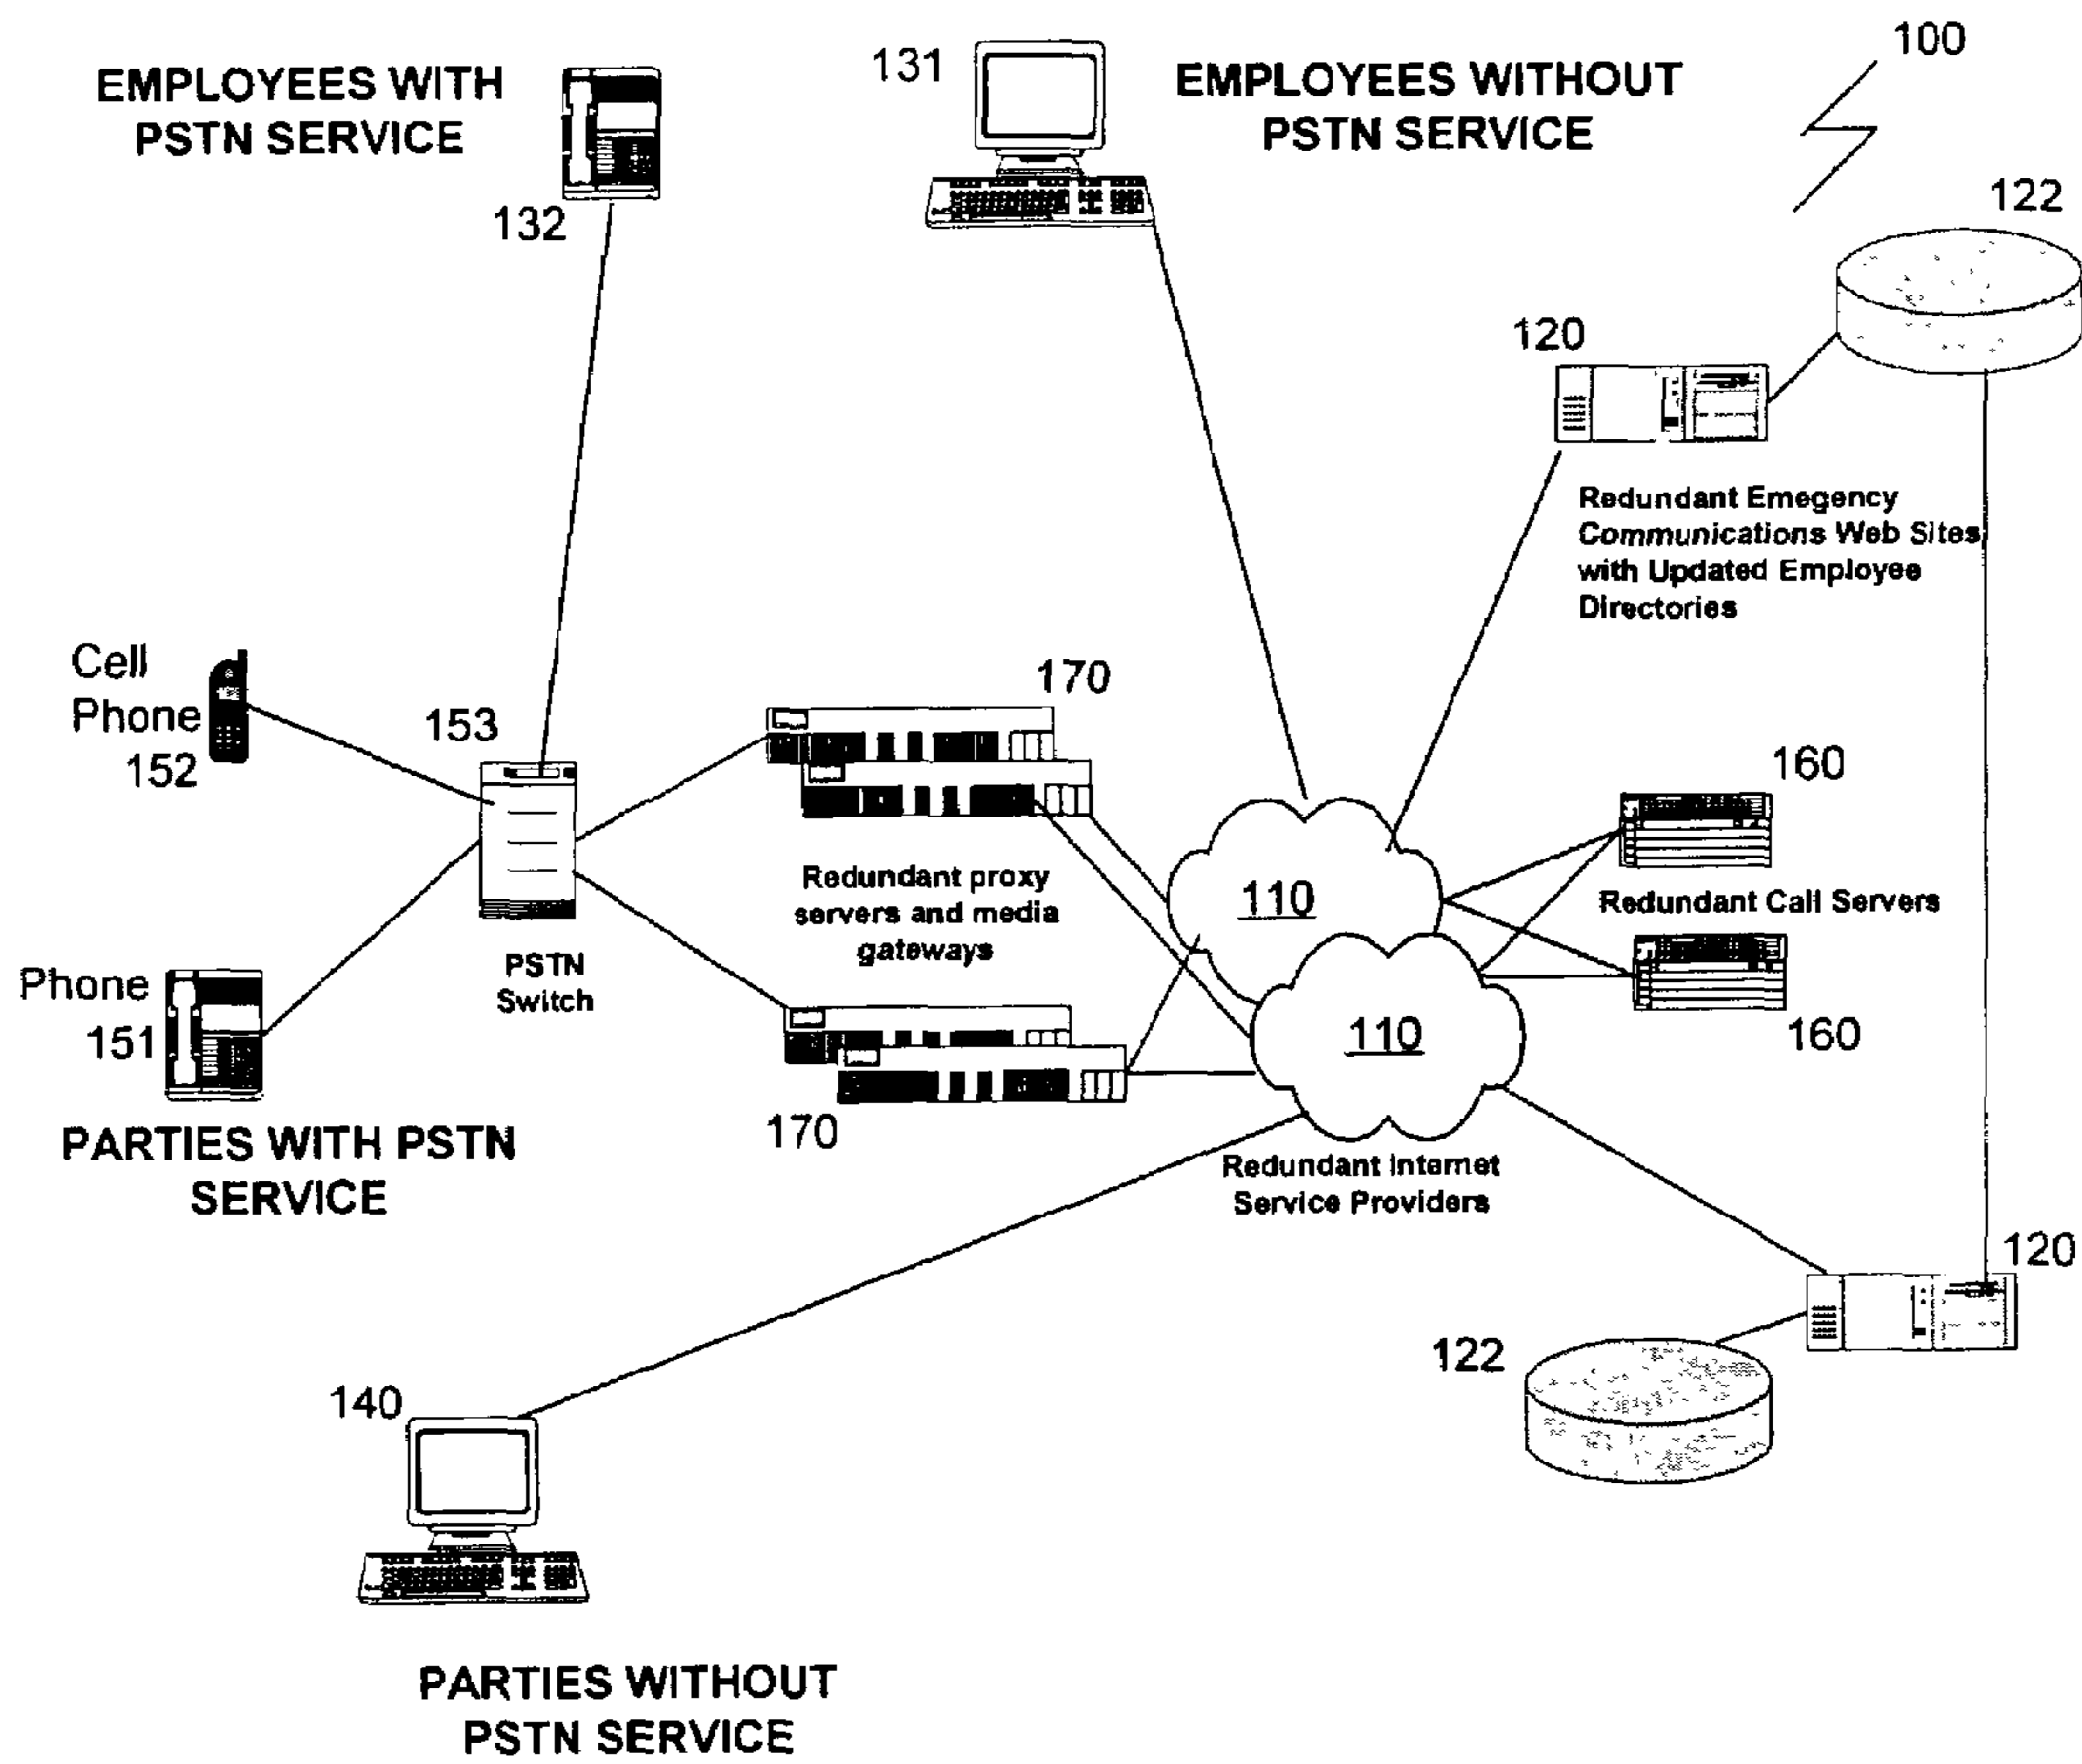 100
EMPLOYEES WITH
PSTN SERVICE
132
131
EMPLOYEES WITHOUT
PSTN SERVICE
122
120
Redundant Emegency
Communications Web Sites
with Updated Employee
Directories
Cell
Phone
152
153
PSTN
Switch
170
Redundant proxy
servers and media
gateways
170
110
110
Redundant Internet
Service Providers
160
Redundant Call Servers
160
Phone
151
PARTIES WITH PSTN
SERVICE
120
122
140
PARTIES WITHOUT
PSTN SERVICE